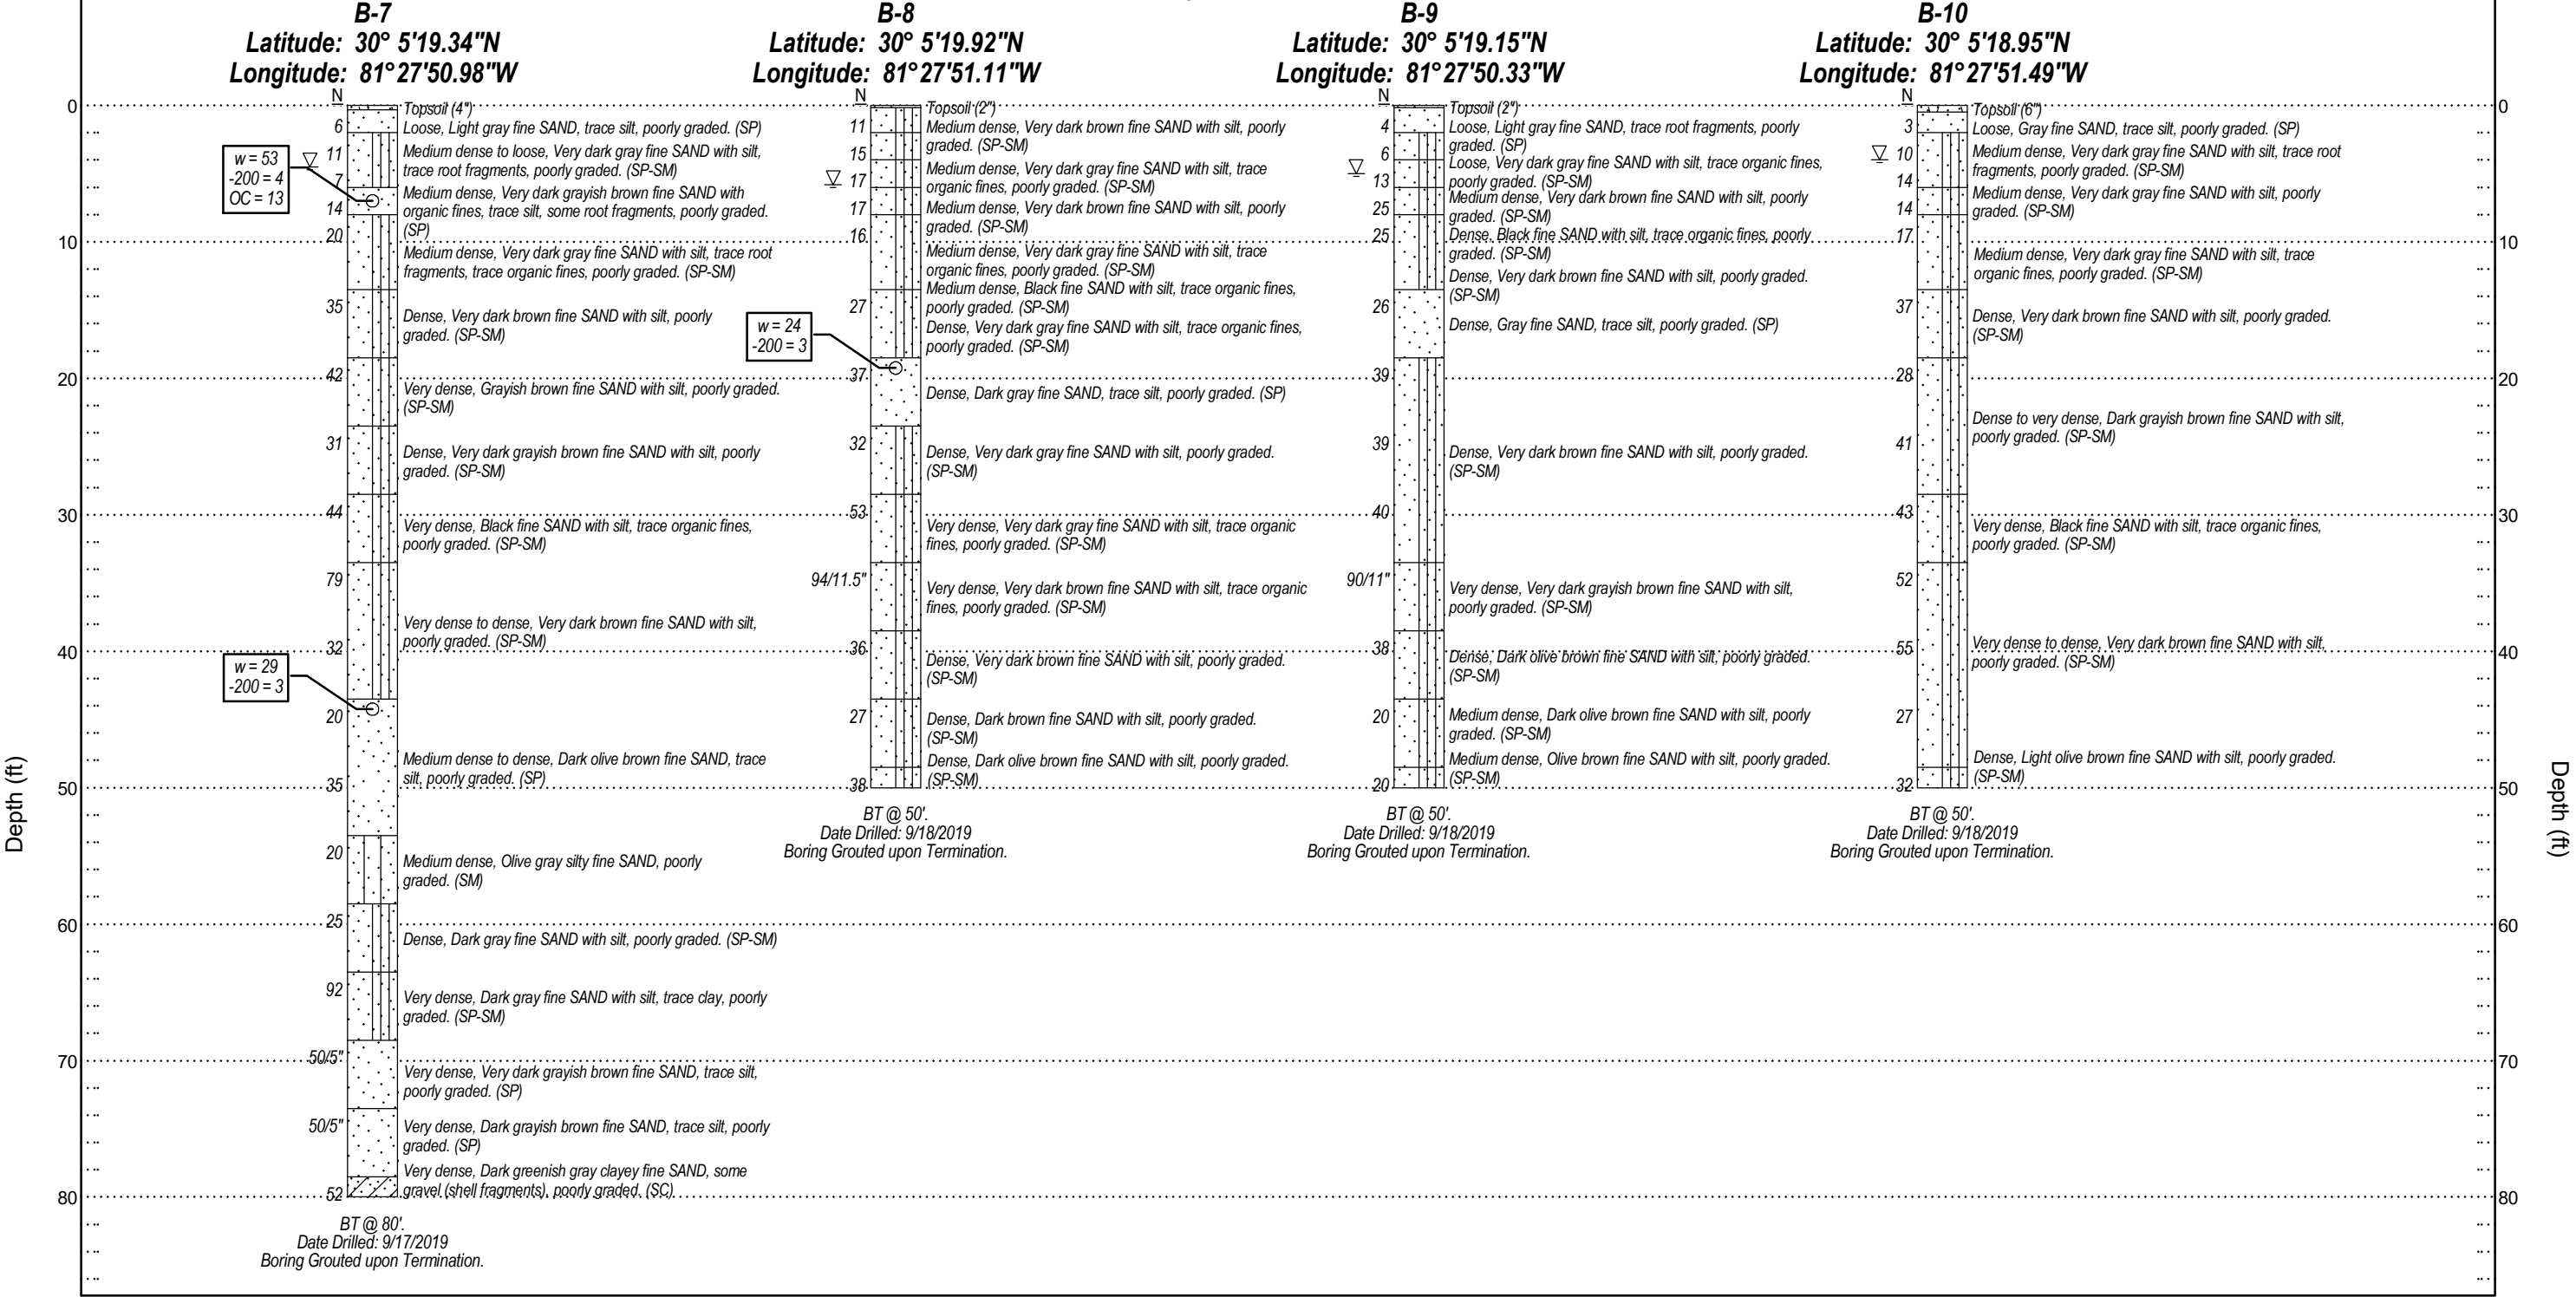 B-7
Latitude: 30° 5'19.34"N
Longitude: 81°27'50.98"W
N
Topsoil (4")
6
Loose, Light gray fine SAND, trace silt, poorly graded. (SP)
11
Medium dense to loose, Very dark gray fine SAND with silt,
trace root fragments, poorly graded. (SP-SM)
w = 53
-200 = 4
OC = 13
7
Medium dense, Very dark grayish brown fine SAND with
organic fines, trace silt, some root fragments, poorly graded.
(SP)
14
20
Medium dense, Very dark gray fine SAND with silt, trace root
fragments, trace organic fines, poorly graded. (SP-SM)
35
Dense, Very dark brown fine SAND with silt, poorly
graded. (SP-SM)
42
Very dense, Grayish brown fine SAND with silt, poorly graded.
(SP-SM)
31
Dense, Very dark grayish brown fine SAND with silt, poorly
graded. (SP-SM)
44
Very dense, Black fine SAND with silt, trace organic fines,
poorly graded. (SP-SM)
79
Very dense to dense, Very dark brown fine SAND with silt,
poorly graded. (SP-SM)
32
w = 29
-200 = 3
20
Medium dense to dense, Dark olive brown fine SAND, trace
silt, poorly graded. (SP)
35
20
Medium dense, Olive gray silty fine SAND, poorly
graded. (SM)
25
Dense, Dark gray fine SAND with silt, poorly graded. (SP-SM)
92
Very dense, Dark gray fine SAND with silt, trace clay, poorly
graded. (SP-SM)
50/5"
Very dense, Very dark grayish brown fine SAND, trace silt,
poorly graded. (SP)
50/5"
Very dense, Dark grayish brown fine SAND, trace silt, poorly
graded. (SP)
Very dense, Dark greenish gray clayey fine SAND, some
gravel (shell fragments), poorly graded. (SC)
52
BT @ 80'.
Date Drilled: 9/17/2019
Boring Grouted upon Termination.
B-8
Latitude: 30° 5'19.92"N
Longitude: 81°27'51.11"W
N
Topsoil (2")
11
Medium dense, Very dark brown fine SAND with silt, poorly
graded. (SP-SM)
15
Medium dense, Very dark gray fine SAND with silt, trace
organic fines, poorly graded. (SP-SM)
17
17
Medium dense, Very dark brown fine SAND with silt, poorly
graded. (SP-SM)
16
Medium dense, Very dark gray fine SAND with silt, trace
organic fines, poorly graded. (SP-SM)
Medium dense, Black fine SAND with silt, trace organic fines,
poorly graded. (SP-SM)
27
Dense, Very dark gray fine SAND with silt, trace organic fines,
poorly graded. (SP-SM)
w = 24
-200 = 3
37
Dense, Dark gray fine SAND, trace silt, poorly graded. (SP)
32
Dense, Very dark gray fine SAND with silt, poorly graded.
(SP-SM)
53
Very dense, Very dark gray fine SAND with silt, trace organic
fines, poorly graded. (SP-SM)
94/11.5"
Very dense, Very dark brown fine SAND with silt, trace organic
fines, poorly graded. (SP-SM)
36
Dense, Very dark brown fine SAND with silt, poorly graded.
(SP-SM)
27
Dense, Dark brown fine SAND with silt, poorly graded.
(SP-SM)
Dense, Dark olive brown fine SAND with silt, poorly graded.
(SP-SM)
38
BT @ 50'.
Date Drilled: 9/18/2019
Boring Grouted upon Termination.
B-9
Latitude: 30° 5'19.15"N
Longitude: 81°27'50.33"W
N
Topsoil (2")
4
Loose, Light gray fine SAND, trace root fragments, poorly
graded. (SP)
6
Loose, Very dark gray fine SAND with silt, trace organic fines,
poorly graded. (SP-SM)
13
Medium dense, Very dark brown fine SAND with silt, poorly
graded. (SP-SM)
25
25
Dense, Black fine SAND with silt, trace organic fines, poorly
graded. (SP-SM)
Dense, Very dark brown fine SAND with silt, poorly graded.
(SP-SM)
26
Dense, Gray fine SAND, trace silt, poorly graded. (SP)
39
39
Dense, Very dark brown fine SAND with silt, poorly graded.
(SP-SM)
40
90/11"
Very dense, Very dark grayish brown fine SAND with silt,
poorly graded. (SP-SM)
38
Dense, Dark olive brown fine SAND with silt, poorly graded.
(SP-SM)
20
Medium dense, Dark olive brown fine SAND with silt, poorly
graded. (SP-SM)
Medium dense, Olive brown fine SAND with silt, poorly graded.
(SP-SM)
20
BT @ 50'.
Date Drilled: 9/18/2019
Boring Grouted upon Termination.
B-10
Latitude: 30° 5'18.95"N
Longitude: 81°27'51.49"W
N
Topsoil (6")
3
Loose, Gray fine SAND, trace silt, poorly graded. (SP)
10
Medium dense, Very dark gray fine SAND with silt, trace root
fragments, poorly graded. (SP-SM)
14
Medium dense, Very dark gray fine SAND with silt, poorly
graded. (SP-SM)
14
17
Medium dense, Very dark gray fine SAND with silt, trace
organic fines, poorly graded. (SP-SM)
37
Dense, Very dark brown fine SAND with silt, poorly graded.
(SP-SM)
28
Dense to very dense, Dark grayish brown fine SAND with silt,
poorly graded. (SP-SM)
41
43
Very dense, Black fine SAND with silt, trace organic fines,
poorly graded. (SP-SM)
52
55
Very dense to dense, Very dark brown fine SAND with silt,
poorly graded. (SP-SM)
27
Dense, Light olive brown fine SAND with silt, poorly graded.
(SP-SM)
32
BT @ 50'.
Date Drilled: 9/18/2019
Boring Grouted upon Termination.
0
10
20
30
40
50
60
70
80
Depth (ft)
0
10
20
30
40
50
60
70
80
Depth (ft)